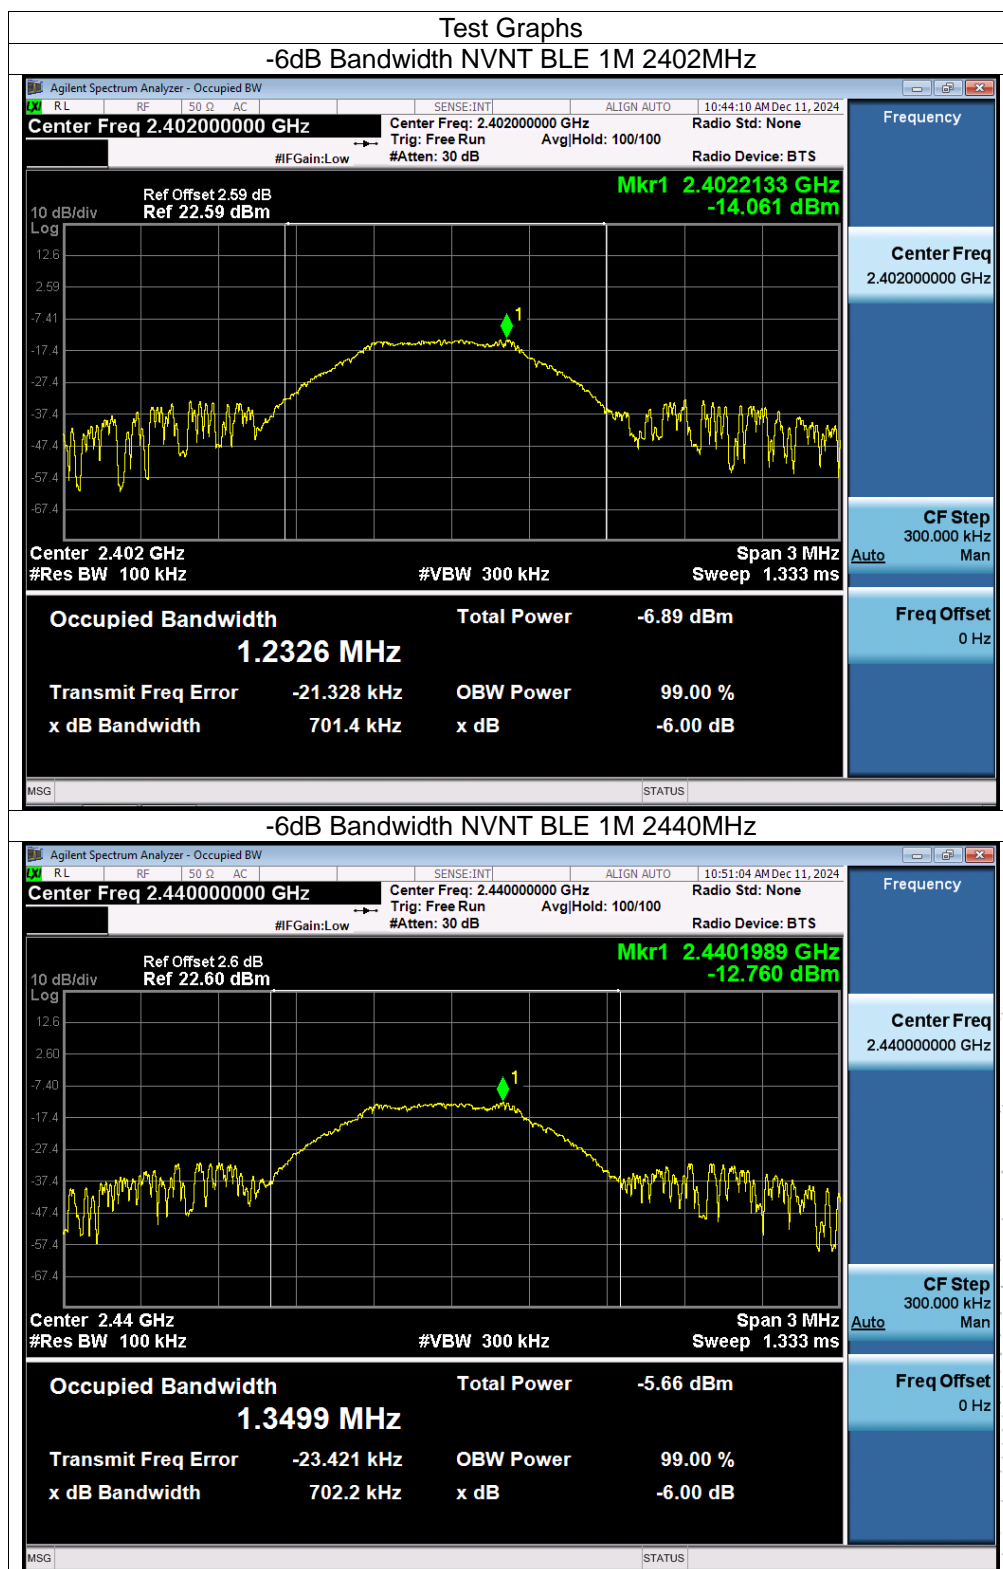 Test Graphs
-6dB Bandwidth NVNT BLE 1M 2402MHz
Agilent Spectrum Analyzer - Occupied BW
LXI RL RF 50 Ω AC SENSE:INT ALIGN AUTO 10:44:10 AM Dec 11, 2024
Center Freq 2.402000000 GHz
Center Freq: 2.402000000 GHz Radio Std: None
Trig: Free Run Avg|Hold: 100/100
#IFGain:Low #Atten: 30 dB Radio Device: BTS
Frequency
Mkr1 2.4022133 GHz
-14.061 dBm
Ref Offset 2.59 dB
10 dB/div Ref 22.59 dBm
Log
12.6
2.59
-7.41
-17.4
-27.4
-37.4
-47.4
-57.4
-67.4
1
Center Freq
2.402000000 GHz
Center 2.402 GHz Span 3 MHz
#Res BW 100 kHz #VBW 300 kHz Sweep 1.333 ms
CF Step
300.000 kHz
Auto Man
Occupied Bandwidth Total Power -6.89 dBm
1.2326 MHz
Transmit Freq Error -21.328 kHz OBW Power 99.00 %
x dB Bandwidth 701.4 kHz x dB -6.00 dB
Freq Offset
0 Hz
MSG STATUS
-6dB Bandwidth NVNT BLE 1M 2440MHz
Agilent Spectrum Analyzer - Occupied BW
LXI RL RF 50 Ω AC SENSE:INT ALIGN AUTO 10:51:04 AM Dec 11, 2024
Center Freq 2.440000000 GHz
Center Freq: 2.440000000 GHz Radio Std: None
Trig: Free Run Avg|Hold: 100/100
#IFGain:Low #Atten: 30 dB Radio Device: BTS
Frequency
Mkr1 2.4401989 GHz
-12.760 dBm
Ref Offset 2.6 dB
10 dB/div Ref 22.60 dBm
Log
12.6
2.60
-7.40
-17.4
-27.4
-37.4
-47.4
-57.4
-67.4
1
Center Freq
2.440000000 GHz
Center 2.44 GHz Span 3 MHz
#Res BW 100 kHz #VBW 300 kHz Sweep 1.333 ms
CF Step
300.000 kHz
Auto Man
Occupied Bandwidth Total Power -5.66 dBm
1.3499 MHz
Transmit Freq Error -23.421 kHz OBW Power 99.00 %
x dB Bandwidth 702.2 kHz x dB -6.00 dB
Freq Offset
0 Hz
MSG STATUS